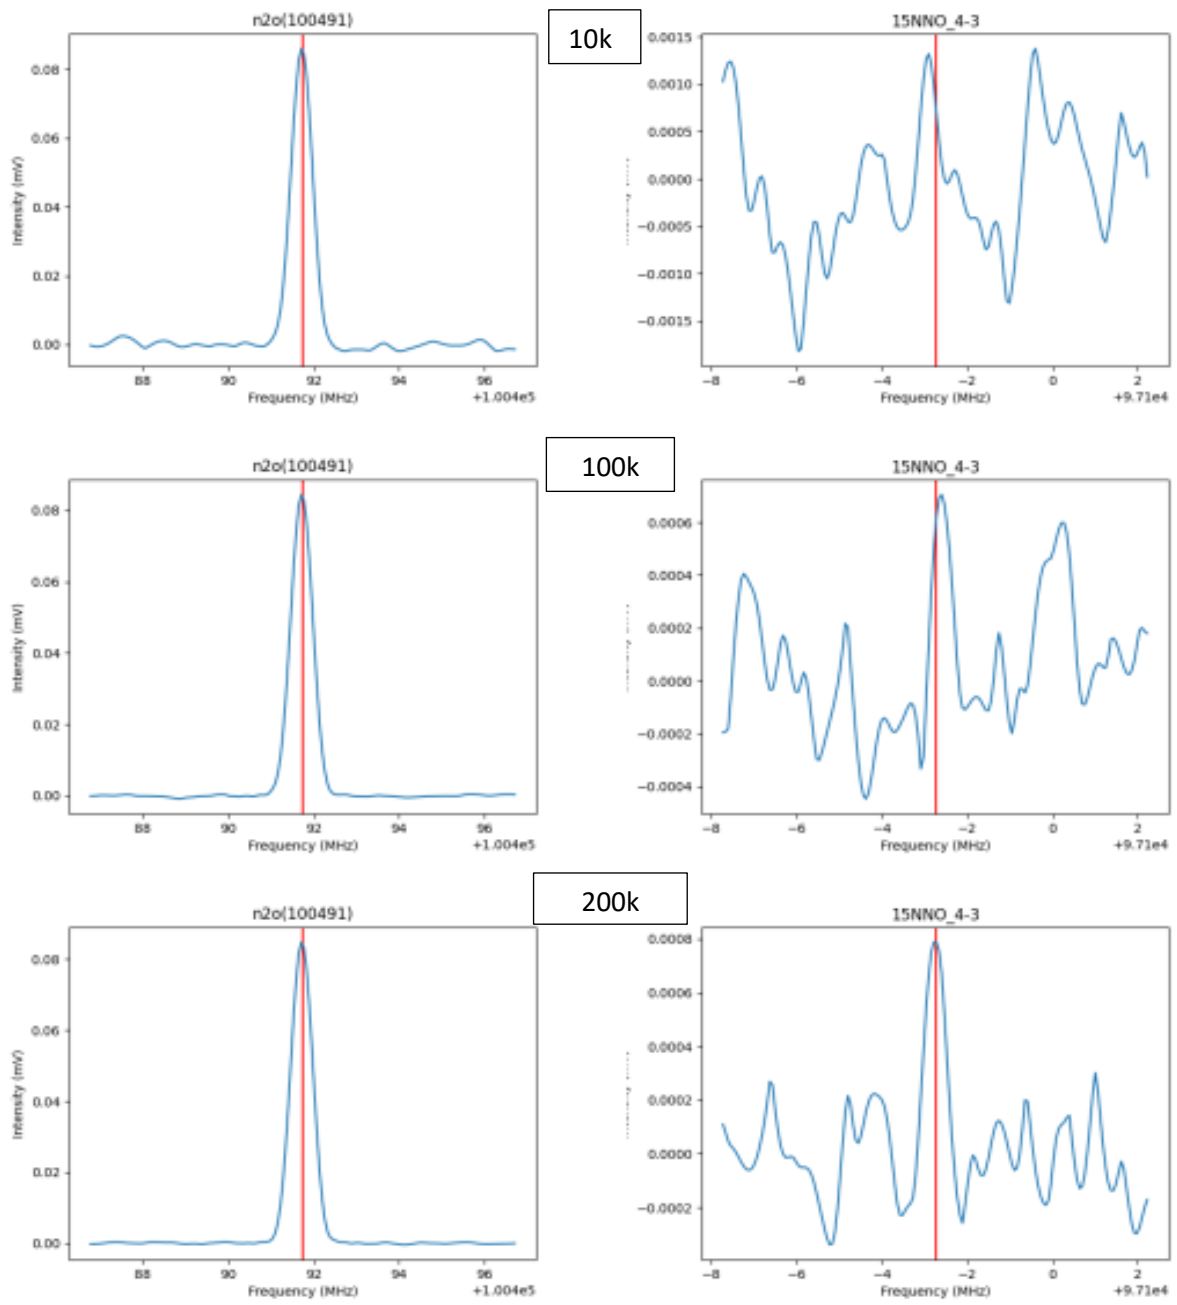 n2o(100491)
10k
15NNO_4-3
Intensity (mV)
0.08
0.06
0.04
0.02
0.00
88 90 92 94 96
Frequency (MHz)
+1.004e5
0.0015
0.0010
0.0005
0.0000
−0.0005
−0.0010
−0.0015
−8 −6 −4 −2 0 2
Frequency (MHz)
+9.71e4
n2o(100491)
100k
15NNO_4-3
Intensity (mV)
0.08
0.06
0.04
0.02
0.00
88 90 92 94 96
Frequency (MHz)
+1.004e5
0.0006
0.0004
0.0002
0.0000
−0.0002
−0.0004
−8 −6 −4 −2 0 2
Frequency (MHz)
+9.71e4
n2o(100491)
200k
15NNO_4-3
Intensity (mV)
0.08
0.06
0.04
0.02
0.00
88 90 92 94 96
Frequency (MHz)
+1.004e5
0.0008
0.0006
0.0004
0.0002
0.0000
−0.0002
−8 −6 −4 −2 0 2
Frequency (MHz)
+9.71e4